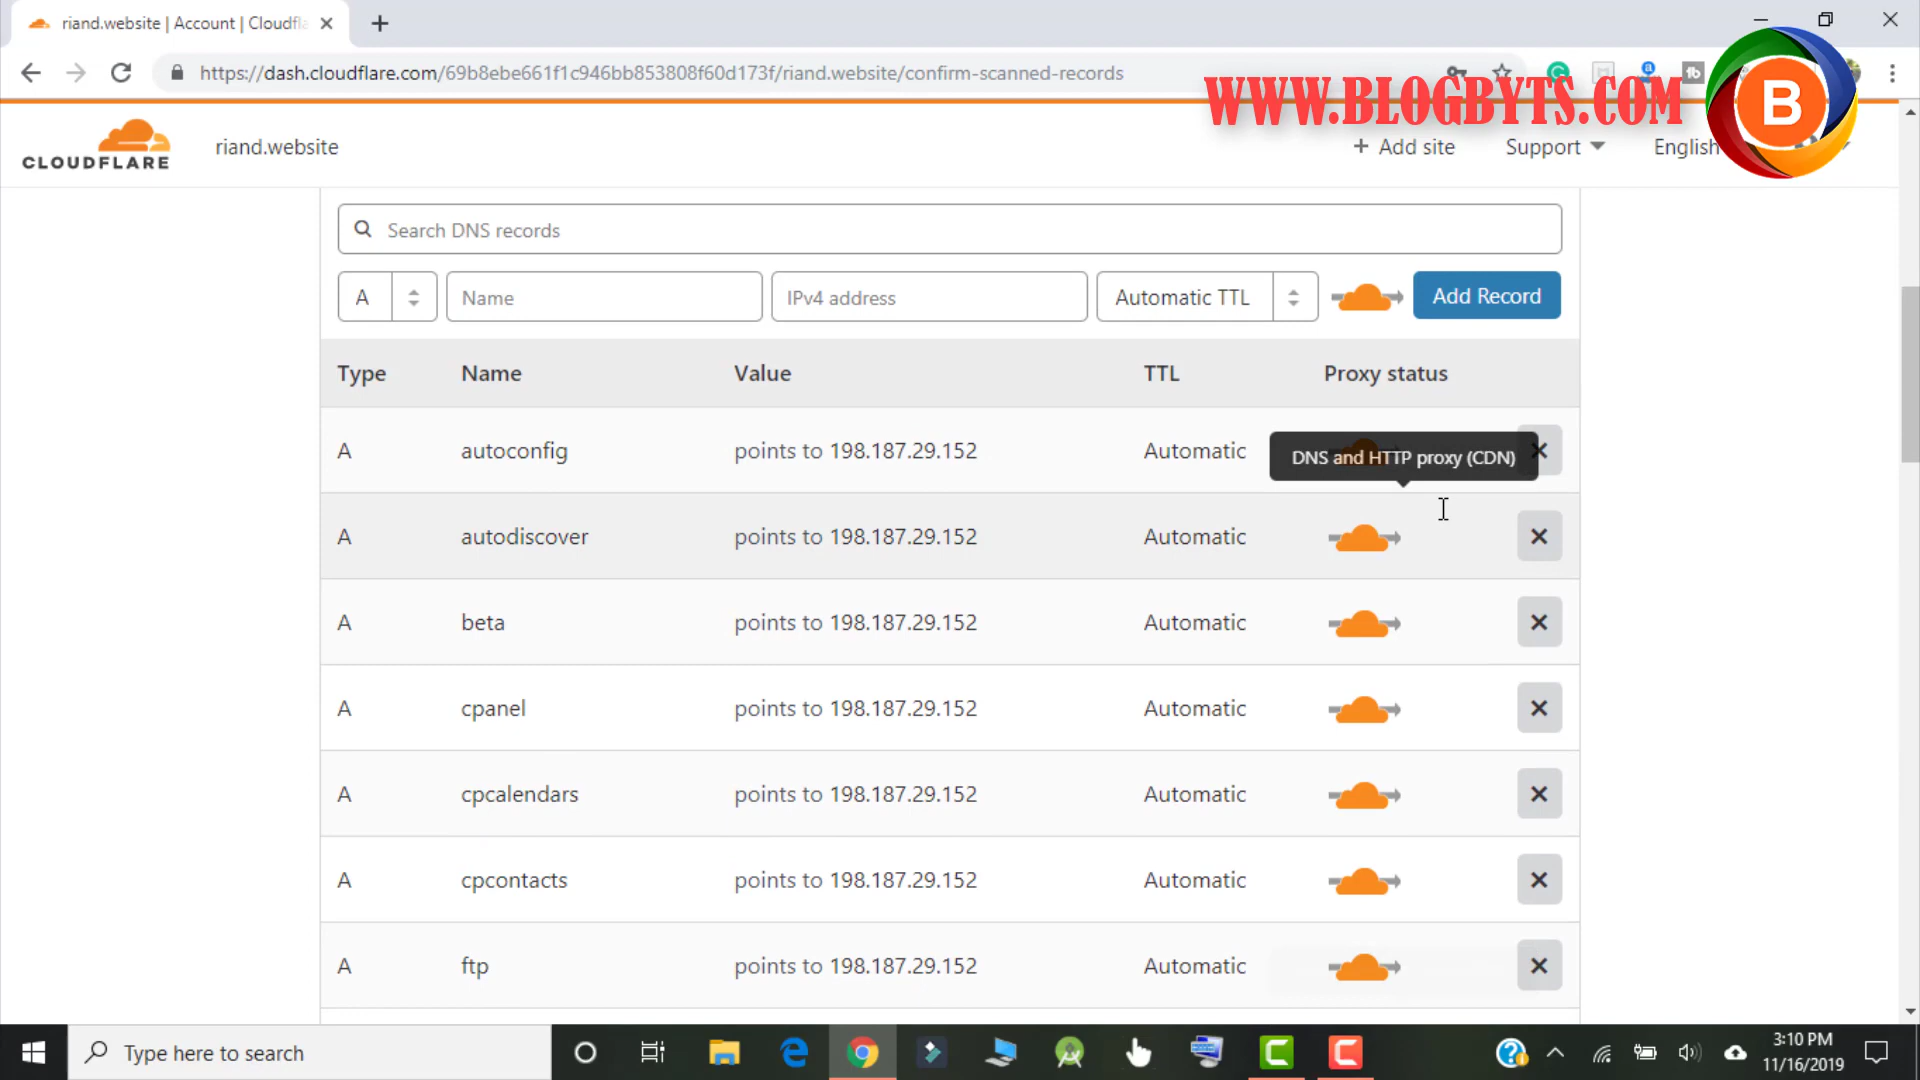 riand.website | Account | Cloudfla
https://dash.cloudflare.com/69b8ebe661f1c946bb853808f60d173f/riand.website/confirm-scanned-records
WWW.BLOGBYTS.COM
B
CLOUDFLARE
riand.website
+ Add site
Support
English
Search DNS records
A
Name
IPv4 address
Automatic TTL
Add Record
Type Name Value TTL Proxy status
A autoconfig points to 198.187.29.152 Automatic
DNS and HTTP proxy (CDN)
A autodiscover points to 198.187.29.152 Automatic
A beta points to 198.187.29.152 Automatic
A cpanel points to 198.187.29.152 Automatic
A cpcalendars points to 198.187.29.152 Automatic
A cpcontacts points to 198.187.29.152 Automatic
A ftp points to 198.187.29.152 Automatic
Type here to search
3:10 PM
11/16/2019